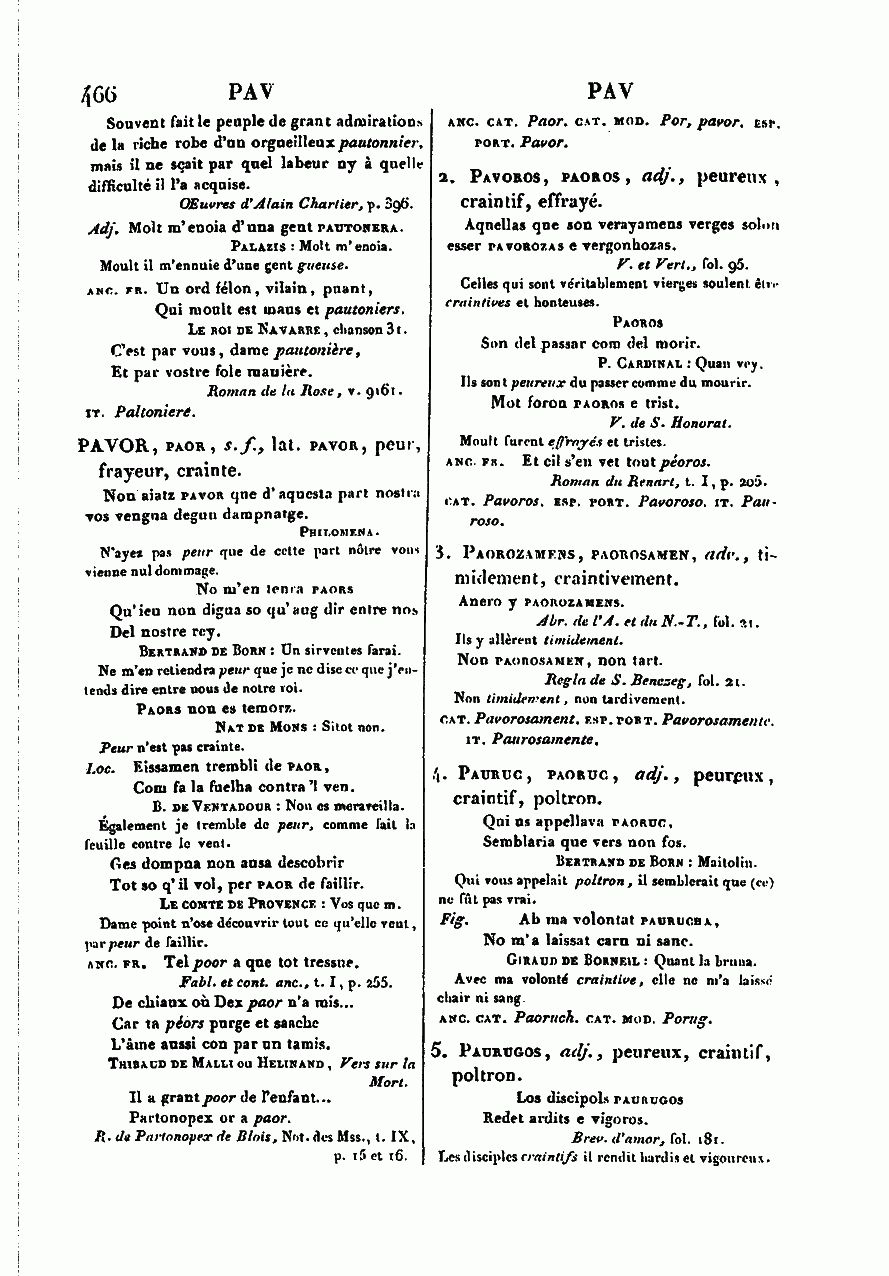 466 PAV PAV
Souvent fait le peuple de grant admirations
de la riche robe d'un orgueilleux pautonnier,
mais il ne sçait par quel labeur ny à quelle
difficulté il l'a acquise.
Œuvres d'Alain Chartier, p. 396.
Adj. Molt m'enoia d'una gent PAUTONERA.
PALAZIS : Molt m'enoia.
Moult il m'ennuie d'une gent gueuse.
ANC. FR. Un ord félon, vilain, puant,
Qui moult est maus et pautoniers.
LE ROI DE NAVARRE, chanson 31.
C'est par vous, dame pautonière,
Et par vostre fole manière.
Roman de la Rose, v. 9161.
IT. Paltonieré.
PAVOR, PAOR, s. f., lat. PAVOR, peur,
frayeur, crainte.
Non aiatz PAVOR que d'aquesta part nostra
vos vengua degun dampnatge.
PHILOMENA.
N'ayez pas peur que de cette part nôtre vous
vienne nul dommage.
No m'en tenra PAORS
Qu'ieu non digua so qu'aug dir entre nos
Del nostre rey.
BERTRAND DE BORN : Un sirventes farai.
Ne m'en retiendra peur que je ne dise ce que j'en-
tends dire entre nous de notre roi.
PAORS non es temorz.
NAT DE MONS : Sitot non.
Peur n'est pas crainte.
Loc. Eissamen trembli de PAOR,
Com fa la fuelha contra'l ven.
B. DE VENTADOUR : Non es meraveilla.
Également je tremble de peur, comme fait la
feuille contre le vent.
Ges dompna non ausa descobrir
Tot so q'il vol, per PAOR de faillir.
LE COMTE DE PROVENCE : Vos que m.
Dame point n'ose découvrir tout ce qu'elle veut,
par peur de faillir.
ANC. FR. Tel poor a que tot tressue.
Fabl. et cont. anc., t. I, p. 255.
De chiaux où Dex paor n'a mis...
Car ta péors purge et sanche
L'âme aussi con par un tamis.
THIBAUD DE MALLI ou HELINAND, Vers sur la
Mort.
Il a grant poor de l'enfant...
Partonopex or a paor.
R. de Partonopex de Blois, Not. des Mss., t. IX,
p. 15 et 16.
ANC. CAT. Paor. CAT. MOD. Por, pavor. ESP.
PORT. Pavor.
2. PAVOROS, PAOROS, adj., peureux,
craintif, effrayé.
Aquellas que son verayamens verges solon
esser PAVOROZAS e vergonhozas.
V. et Vert., fol. 95.
Celles qui sont véritablement vierges soulent être
craintives et honteuses.
PAOROS
Son del passar com del morir.
P. CARDINAL : Quan vey.
Ils sont peureux du passer comme du mourir.
Mot foron PAOROS e trist.
V. de S. Honorat.
Moult furent effrayés et tristes.
ANC. FR. Et cil s'en vet tout péoros.
Roman du Renart, t. I, p. 205.
CAT. Pavoros. ESP. PORT. Pavoroso. IT. Pau-
roso.
3. PAOROZAMENS, PAOROSAMEN, adv., ti-
midement, craintivement.
Anero y PAOROZAMENS.
Abr. de l'A. et du N.-T., fol. 21.
Ils y allèrent timidement.
Non PAOROSAMEN, non tart.
Regla de S. Benezeg, fol. 21.
Non timidement, non tardivement.
CAT. Pavorosament. ESP. PORT. Pavorosamente.
IT. Paurosamente.
4. PAURUC, PAORUC, adj., peureux,
craintif, poltron.
Qui us appellava PAORUC,
Semblaria que vers non fos.
BERTRAND DE BORN : Maitolin.
Qui vous appelait poltron, il semblerait que (ce)
ne fût pas vrai.
Fig. Ab ma volontat PAURUGHA,
No m'a laissat carn ni sanc.
GIRAUD DE BORNEIL : Quant la bruna.
Avec ma volonté craintive, elle ne m'a laissé
chair ni sang.
ANC. CAT. Paoruch. CAT. MOD. Porug.
5. PAURUGOS, adj., peureux, craintif,
poltron.
Los discipols PAURUGOS
Redet ardits e vigoros.
Brev. d'amor, fol. 181.
Les disciples craintifs il rendit hardis et vigoureux.